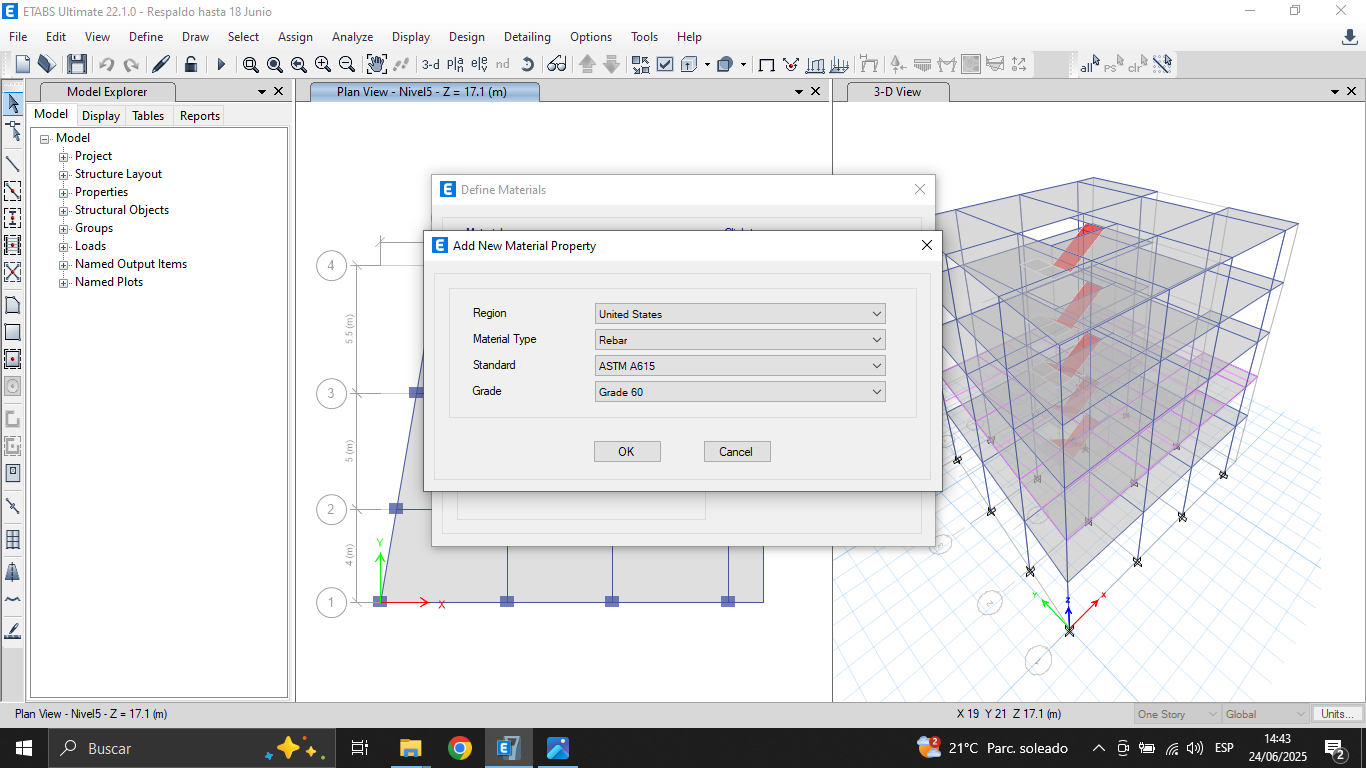 ETABS Ultimate 22.1.0 - Respaldo hasta 18 Junio
File Edit View Define Draw Select Assign Analyze Display Design Detailing Options Tools Help
3-d nd
all ps clr
Model Explorer
Plan View - Nivel5 - Z = 17.1 (m)
3-D View
Model Display Tables Reports
Model
Project
Structure Layout
Properties
Structural Objects
Groups
Loads
Named Output Items
Named Plots
4
5.5 (m)
3
5 (m)
2
4 (m)
1
Y
X
Define Materials
Add New Material Property
Region United States
Material Type Rebar
Standard ASTM A615
Grade Grade 60
OK Cancel
Y Z X
Plan View - Nivel5 - Z = 17.1 (m)
X 19 Y 21 Z 17.1 (m)
One Story Global Units...
Buscar
21°C Parc. soleado
ESP
14:43
24/06/2025
2